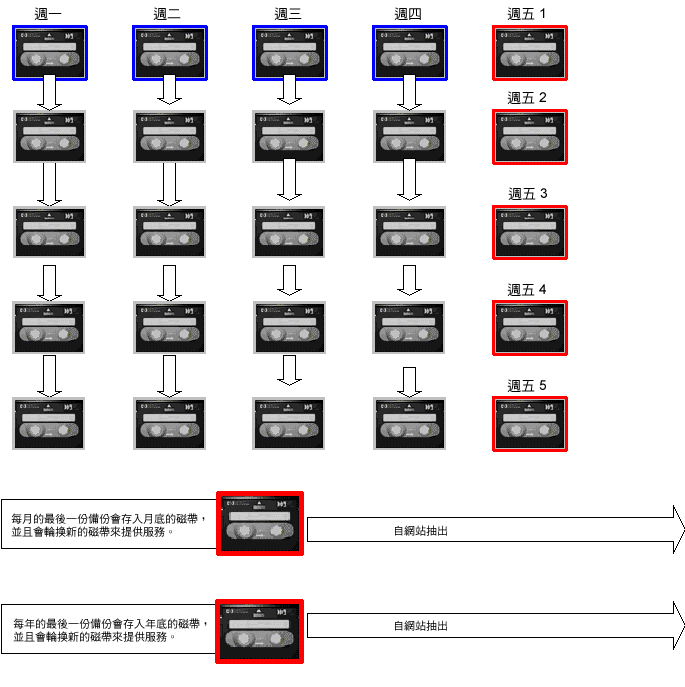 週一 週二 週三 週四 週五 1
週五 2
週五 3
週五 4
週五 5
每月的最後一份備份會存入月底的磁帶，
並且會輪換新的磁帶來提供服務。
自網站抽出
每年的最後一份備份會存入年底的磁帶，
並且會輪換新的磁帶來提供服務。
自網站抽出